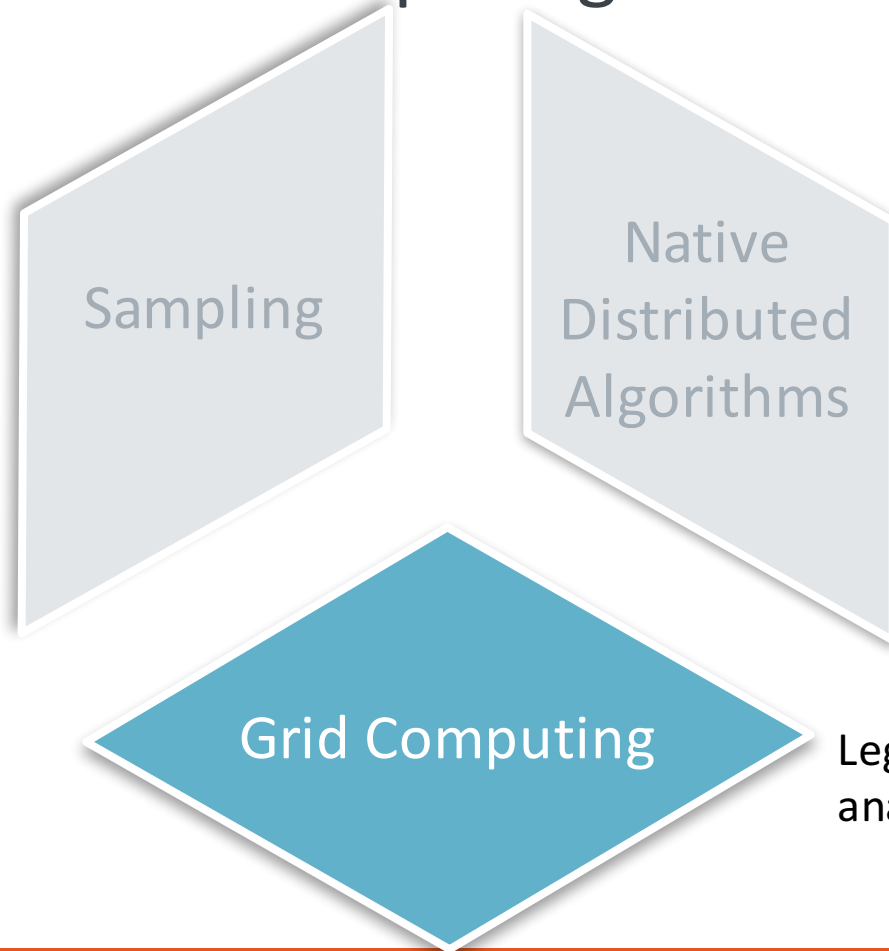 Sampling
Native
Distributed
Algorithms
Grid Computing